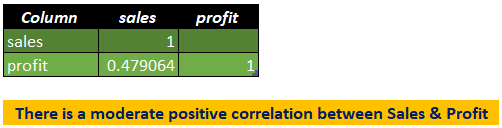 Column sales profit
sales 1
profit 0.479064 1
There is a moderate positive correlation between Sales & Profit